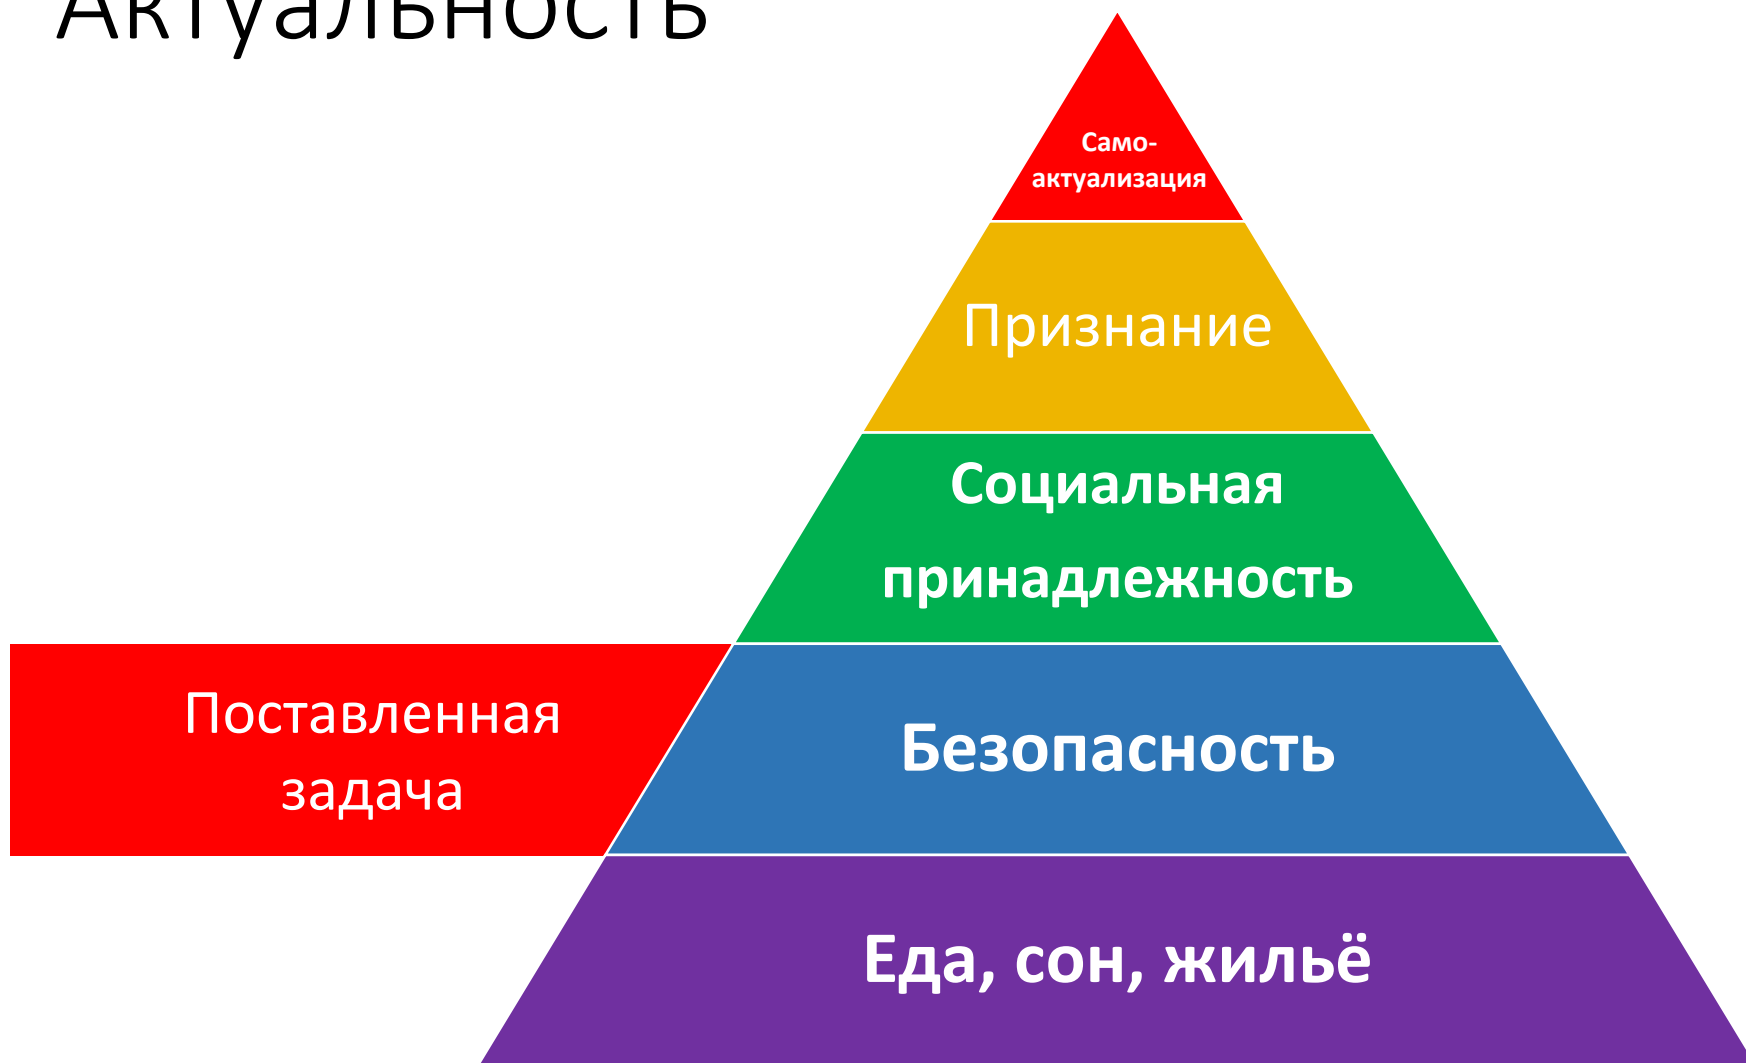 Актуальность
Само-
актуализация
Признание
Социальная
принадлежность
Поставленная
задача
Безопасность
Еда, сон, жильё